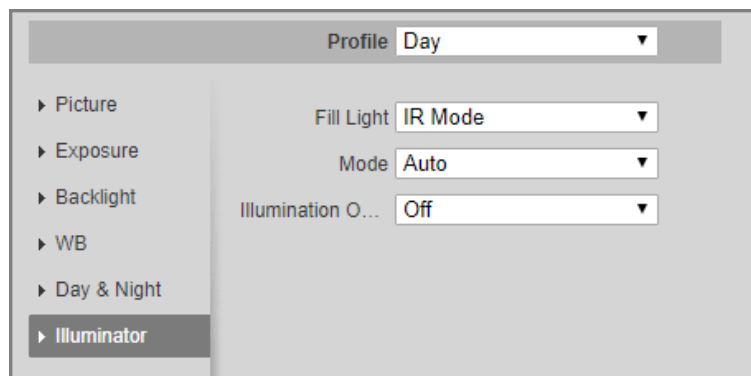 Profile Day
Picture
Exposure
Backlight
WB
Day & Night
Illuminator
Fill Light IR Mode
Mode Auto
Illumination O... Off